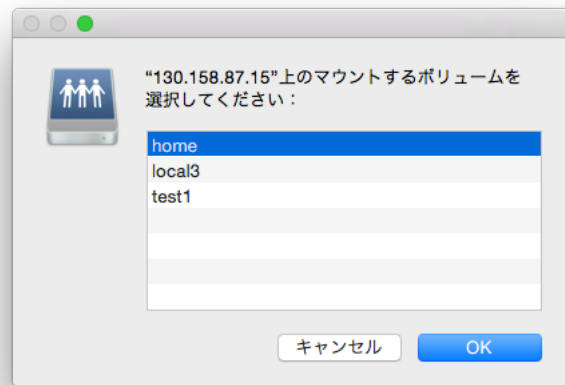 “130.158.87.15”上のマウントするボリュームを
選択してください：
home
local3
test1
キャンセル
OK